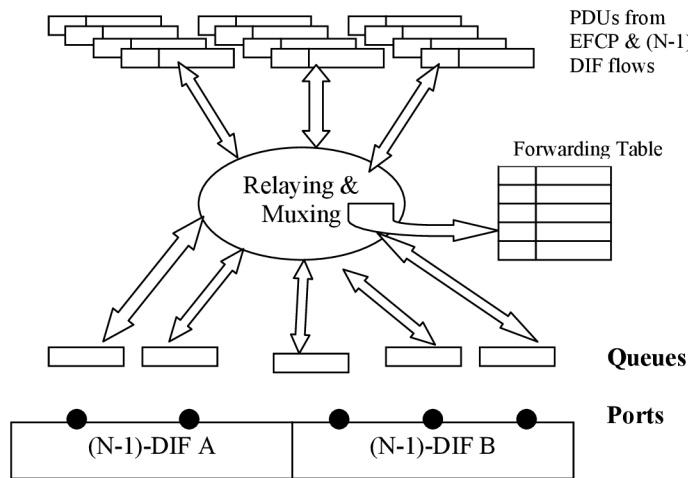 PDUs from
EFCP & (N-1)
DIF flows
Forwarding Table
Relaying &
Muxing
Queues
Ports
(N-1)-DIF A
(N-1)-DIF B